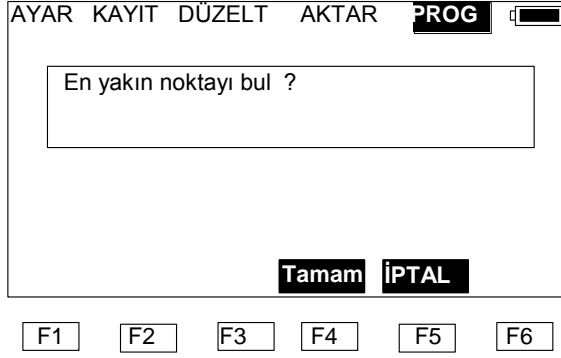 AYAR KAYIT DÜZELT AKTAR PROG
En yakın noktayı bul ?
Tamam İPTAL
F1 F2 F3 F4 F5 F6